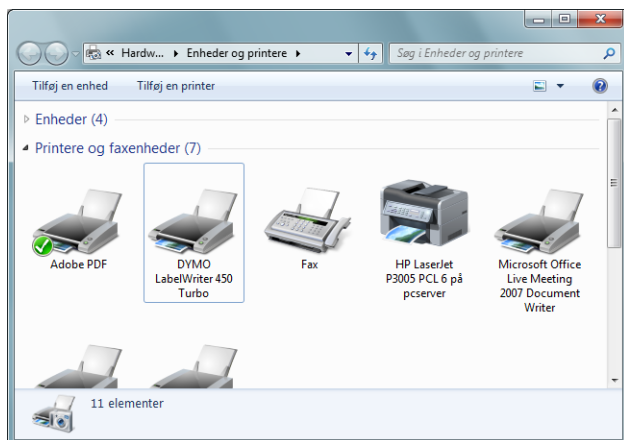 « Hardw... ▸ Enheder og printere ▸
Søg i Enheder og printere
Tilføj en enhed Tilføj en printer
Enheder (4)
Printere og faxenheder (7)
Adobe PDF
DYMO
LabelWriter 450
Turbo
Fax
HP LaserJet
P3005 PCL 6 på
pcserver
Microsoft Office
Live Meeting
2007 Document
Writer
11 elementer